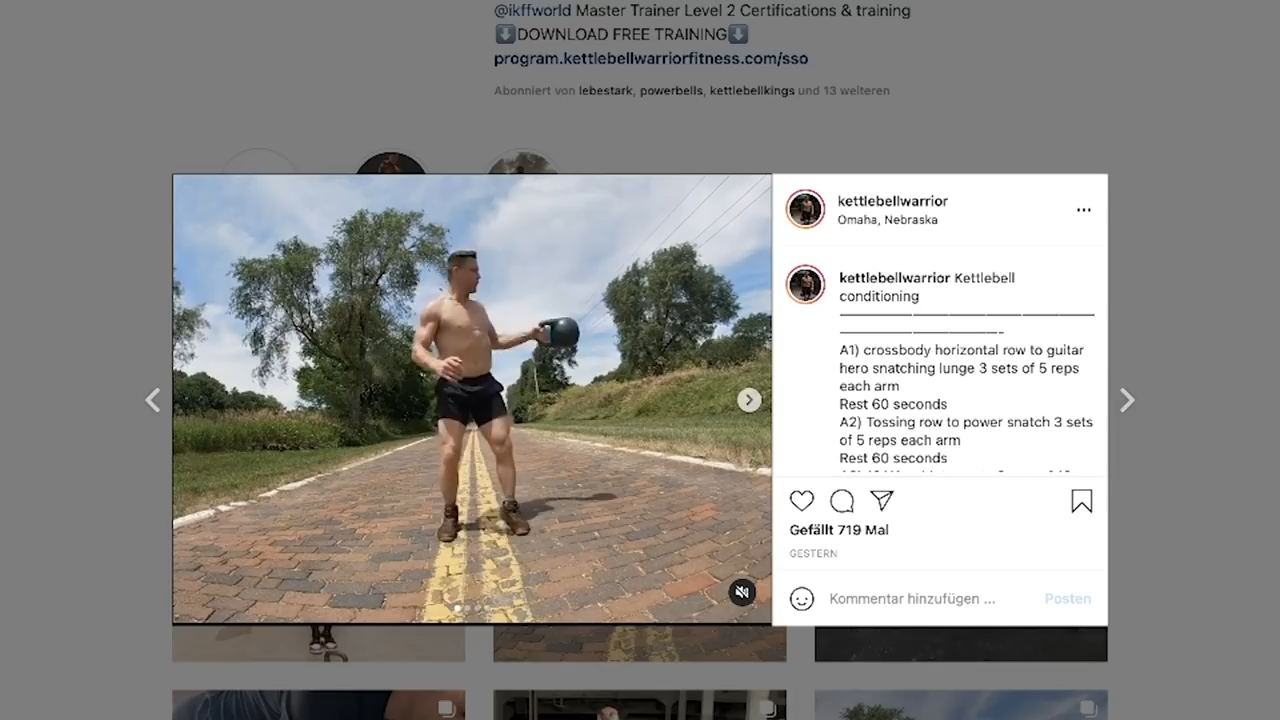 @ikffworld Master Trainer Level 2 Certifications & training
⬇️DOWNLOAD FREE TRAINING⬇️
program.kettlebellwarriorfitness.com/sso
Abonniert von lebestark, powerbells, kettlebellkings und 13 weiteren
kettlebellwarrior
Omaha, Nebraska
kettlebellwarrior Kettlebell
conditioning
A1) crossbody horizontal row to guitar
hero snatching lunge 3 sets of 5 reps
each arm
Rest 60 seconds
A2) Tossing row to power snatch 3 sets
of 5 reps each arm
Rest 60 seconds
Gefällt 719 Mal
GESTERN
Kommentar hinzufügen ...
Posten